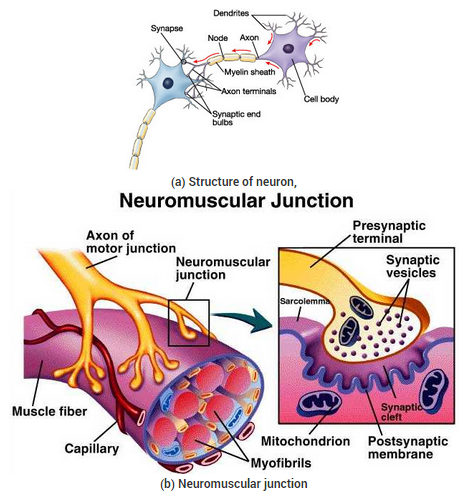 Dendrites
Synapse
Node
Axon
Myelin sheath
Axon terminals
Cell body
Synaptic end
bulbs
(a) Structure of neuron,
Neuromuscular Junction
Axon of
motor junction
Neuromuscular
junction
Presynaptic
terminal
Synaptic
vesicles
Sarcolemma
Muscle fiber
Capillary
Myofibrils
Synaptic
cleft
Mitochondrion
Postsynaptic
membrane
(b) Neuromuscular junction